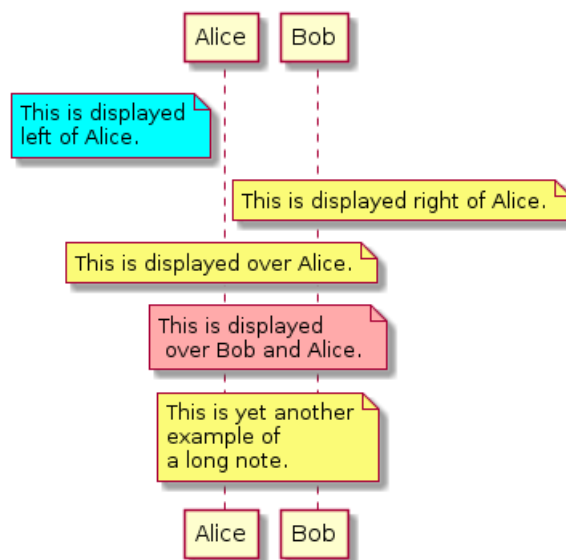 Alice
Bob
This is displayed
left of Alice.
This is displayed right of Alice.
This is displayed over Alice.
This is displayed
over Bob and Alice.
This is yet another
example of
a long note.
Alice
Bob